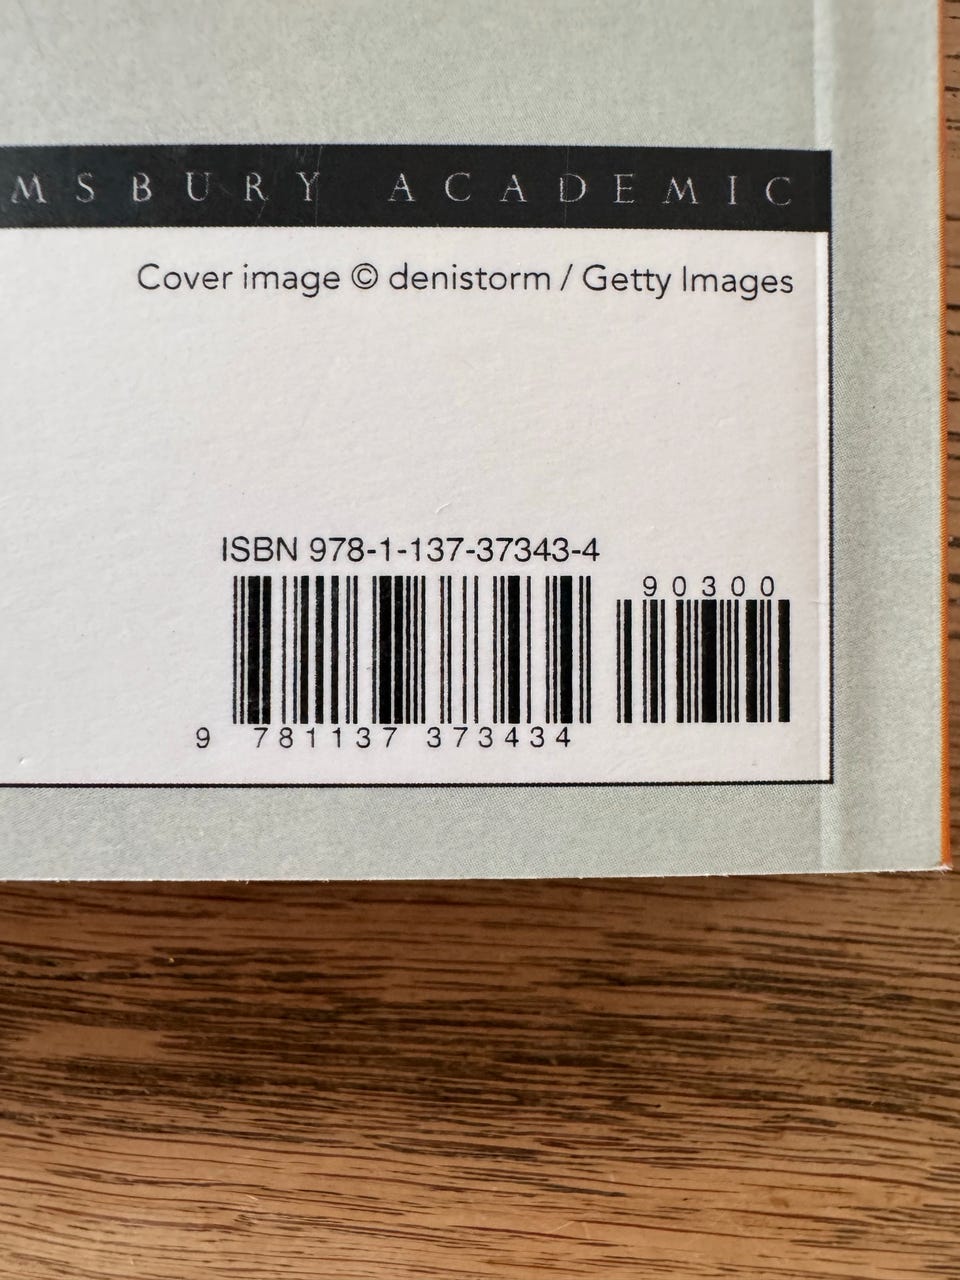 MSBURY ACADEMIC
Cover image © denistorm / Getty Images
ISBN 978-1-137-37343-4
90300
9 781137 373434